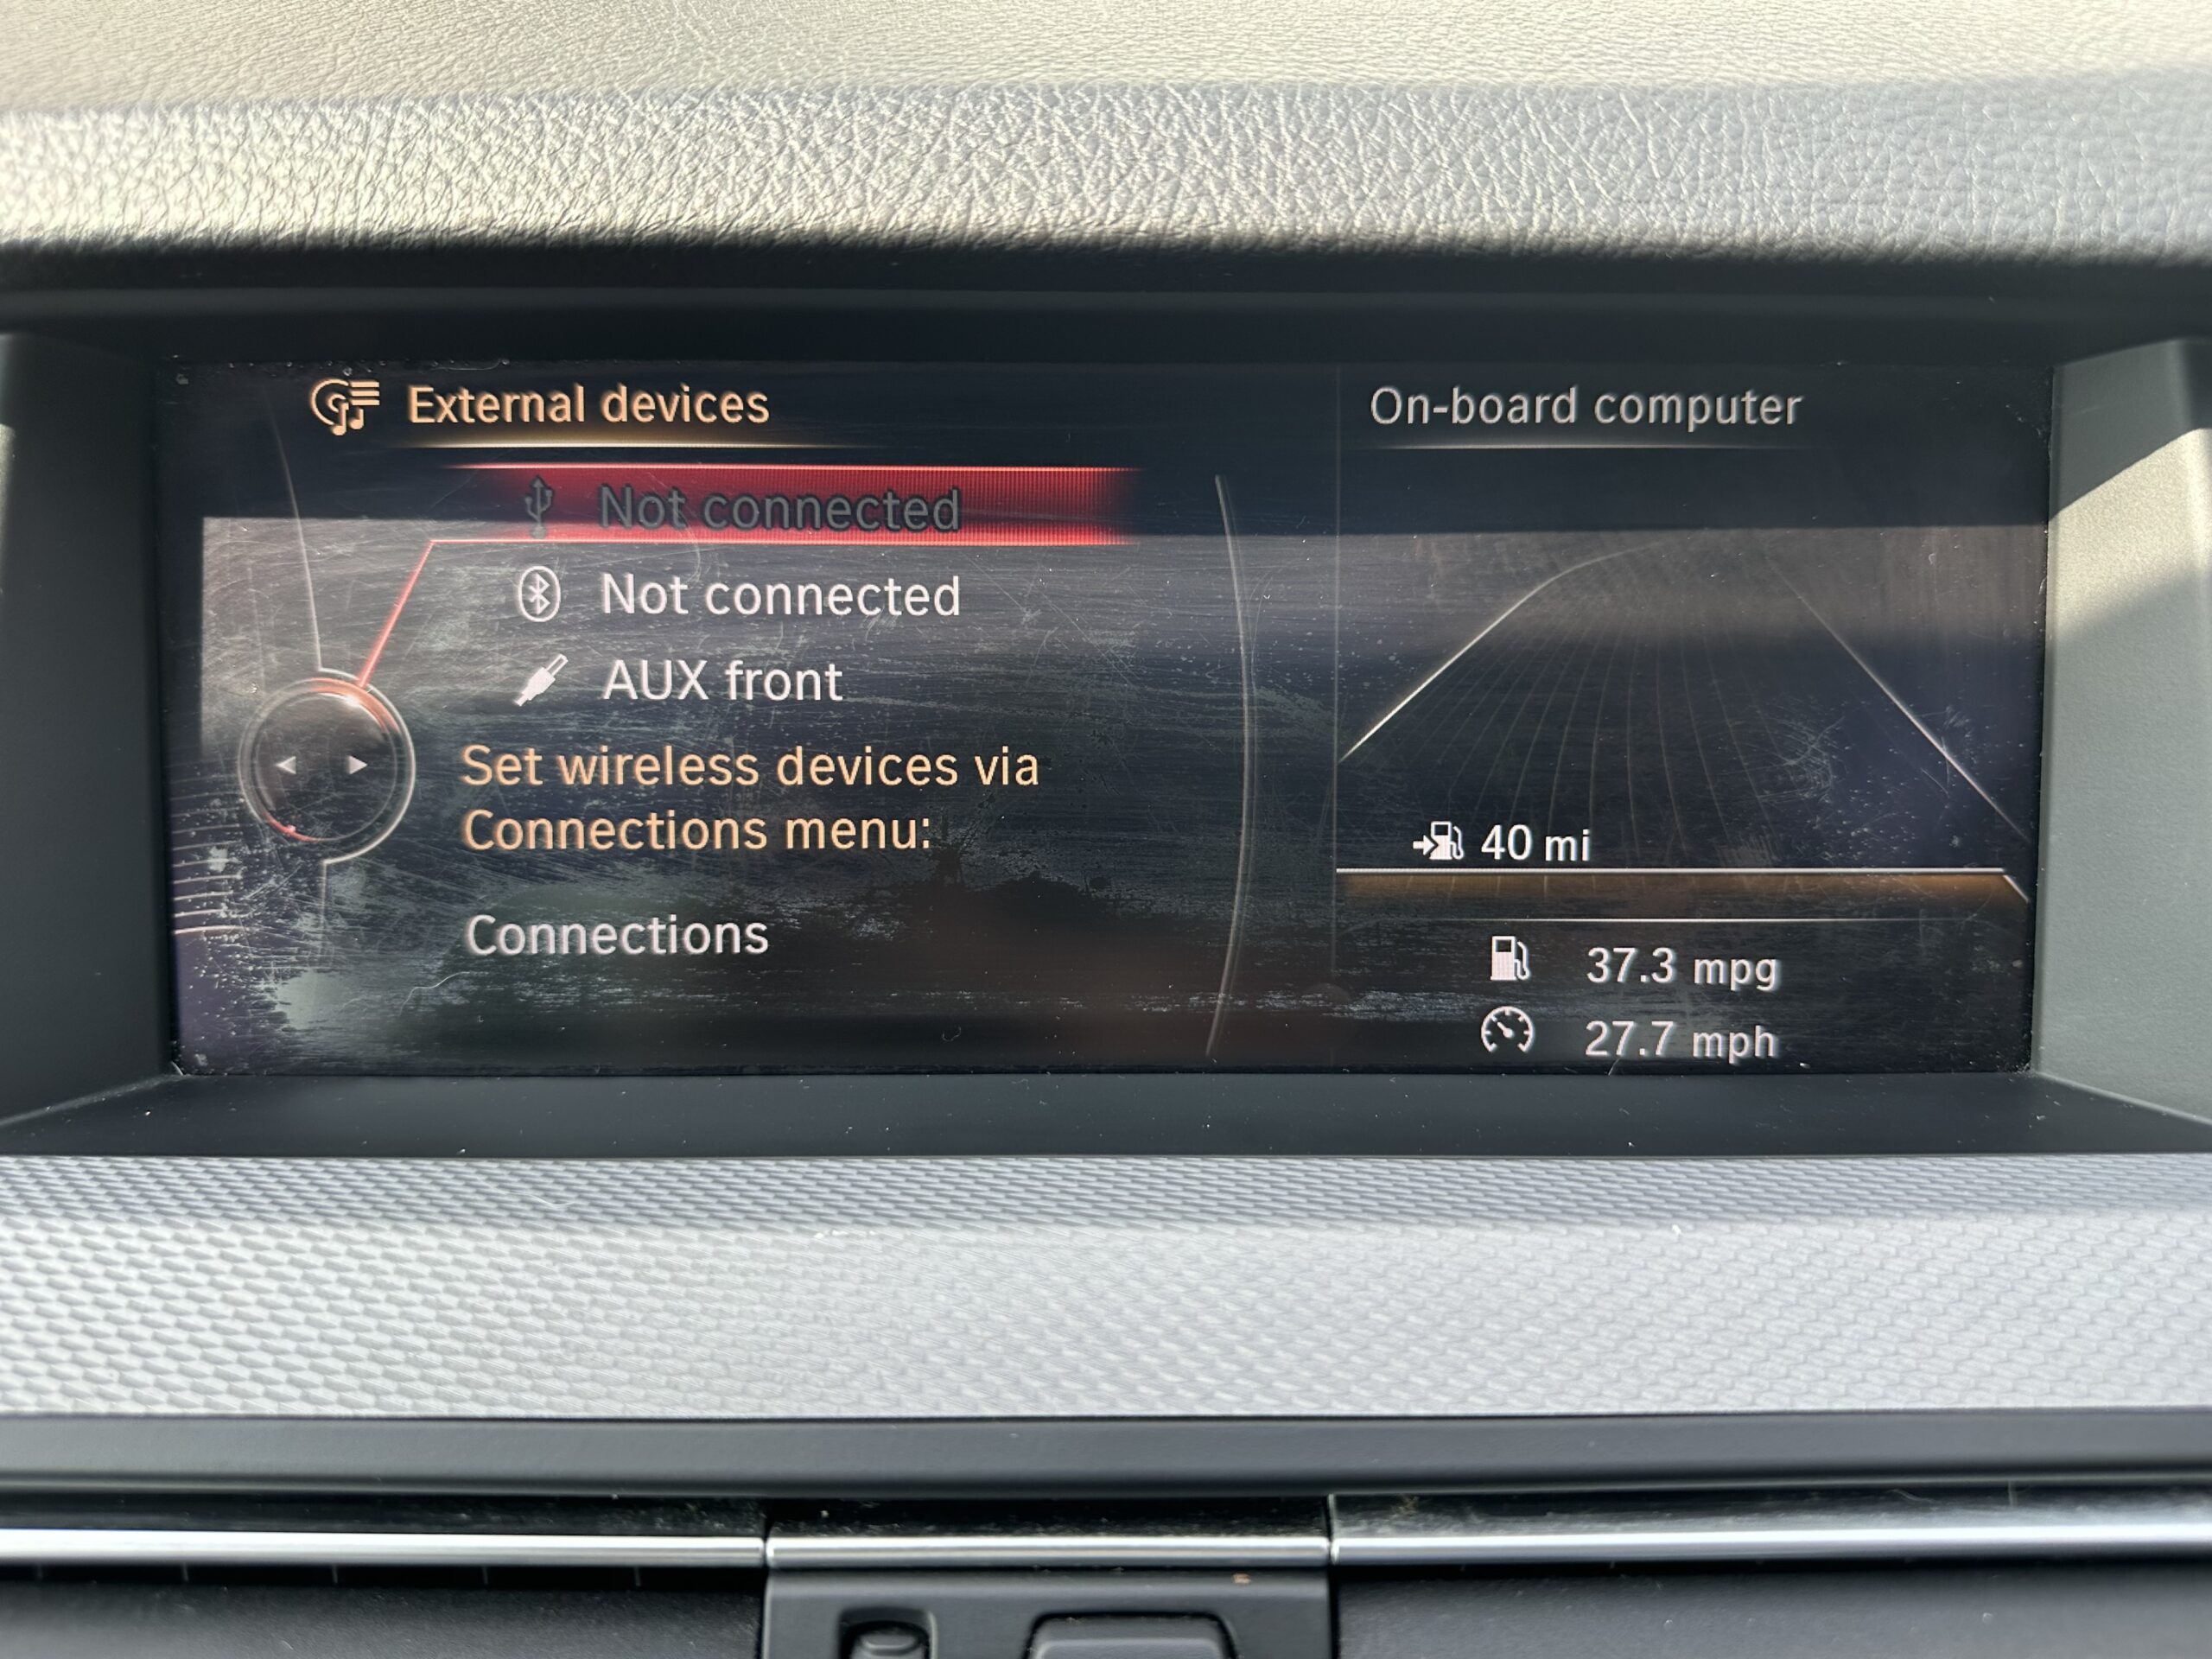 External devices
Not connected
Not connected
AUX front
Set wireless devices via
Connections menu:
Connections
On-board computer
40 mi
37.3 mpg
27.7 mph